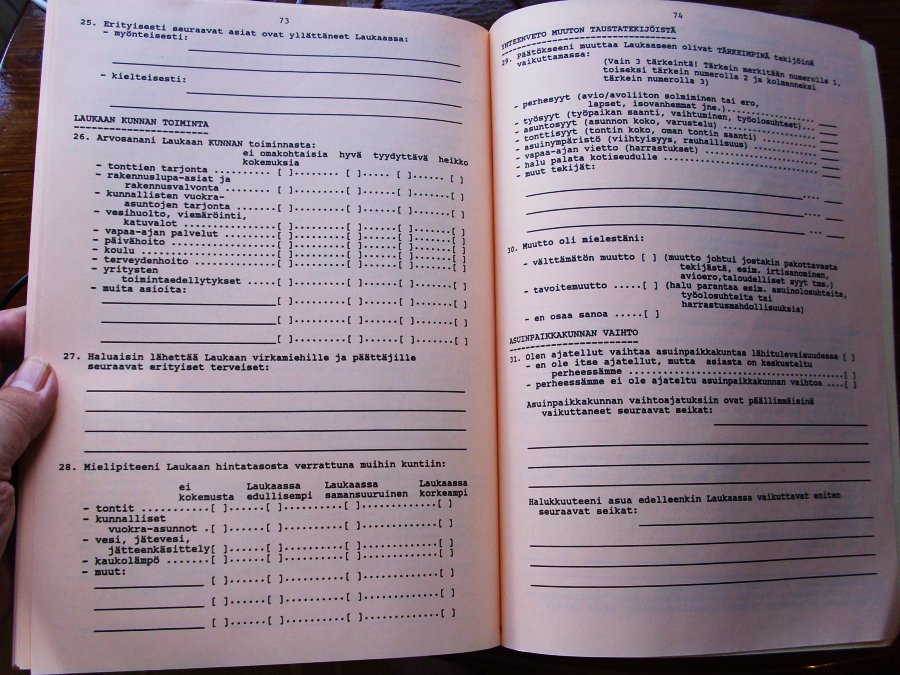 73
25. Erityisesti seuraavat asiat ovat yllättäneet Laukaassa:
- myönteisesti:
- kielteisesti:
LAUKAAN KUNNAN TOIMINTA
26. Arvosanani Laukaan KUNNAN toiminnasta:
ei omakohtaisia hyvä tyydyttävä heikko
kokemuksia
- tonttien tarjonta .........[ ].........[ ]..... [ ]...... [ ]
- rakennuslupa-asiat ja
rakennusvalvonta .......[ ].........[ ].......[ ].......[ ]
- kunnallisten vuokra-
asuntojen tarjonta .......[ ].........[ ].......[ ].......[ ]
- vesihuolto, viemäröinti,
katuvalot ..............[ ].........[ ].......[ ].......[ ]
- vapaa-ajan palvelut .......[ ].........[ ].......[ ].......[ ]
- päivähoito ................[ ].........[ ].......[ ].......[ ]
- koulu .....................[ ].........[ ].......[ ].......[ ]
- terveydenhoito ............[ ].........[ ].......[ ].......[ ]
- yritysten
toimintaedellytykset ....[ ].........[ ].......[ ].......[ ]
- muita asioita:
[ ].........[ ].......[ ].......[ ]
[ ].........[ ].......[ ].......[ ]
[ ].........[ ].......[ ].......[ ]
27. Haluaisin lähettää Laukaan virkamiehille ja päättäjille
seuraavat erityiset terveiset:
28. Mielipiteeni Laukaan hintatasosta verrattuna muihin kuntiin:
ei Laukaassa Laukaassa Laukaassa
kokemusta edullisempi samansuuruinen korkeampi
- tontit ...........[ ]......[ ]..........[ ].............[ ]
- kunnalliset
vuokra-asunnot .[ ]......[ ]..........[ ].............[ ]
- vesi, jätevesi,
jätteenkäsittely[ ]......[ ]..........[ ].............[ ]
- kaukolämpö .......[ ]......[ ]..........[ ].............[ ]
- muut:
[ ]......[ ]..........[ ].............[ ]
[ ]......[ ]..........[ ].............[ ]
[ ]......[ ]..........[ ].............[ ]
74
YHTEENVETO MUUTON TAUSTATEKIJÖISTÄ
29. Päätökseeni muuttaa Laukaaseen olivat TÄRKEIMPINÄ tekijöinä
vaikuttamassa:
(Vain 3 tärkeintä! Tärkein merkitään numerolla 1,
toiseksi tärkein numerolla 2 ja kolmanneksi
tärkein numerolla 3)
- perhesyyt (avio/avoliiton solmiminen tai ero,
lapset, isovanhemmat jne.)..............
- työsyyt (työpaikan saanti, vaihtuminen, työolosuhteet)...
- asuntosyyt (asunnon koko, varustelu) ....................
- tonttisyyt (tontin koko, oman tontin saanti) ............
- asuinympäristö (viihtyisyys, rauhallisuus) ..............
- vapaa-ajan vietto (harrastukset) ........................
- halu palata kotiseudulle ................................
- muut tekijät:
....
....
....
30. Muutto oli mielestäni:
- välttämätön muutto [ ] (muutto johtui jostakin pakottavasta
tekijästä, esim. irtisanominen,
avioero,taloudelliset syyt tms.)
- tavoitemuutto .....[ ] (halu parantaa esim. asuinolosuhteita,
työolosuhteita tai
harrastusmahdollisuuksia)
- en osaa sanoa .....[ ]
ASUINPAIKKAKUNNAN VAIHTO
31. Olen ajatellut vaihtaa asuinpaikkakuntaa lähitulevaisuudessa [ ]
- en ole itse ajatellut, mutta asiasta on keskusteltu
perheessämme .......................................[ ]
- perheessämme ei ole ajateltu asuinpaikkakunnan vaihtoa ....[ ]
Asuinpaikkakunnan vaihtoajatuksiin ovat päällimmäisinä
vaikuttaneet seuraavat seikat:
Halukkuuteeni asua edelleenkin Laukaassa vaikuttavat eniten
seuraavat seikat: